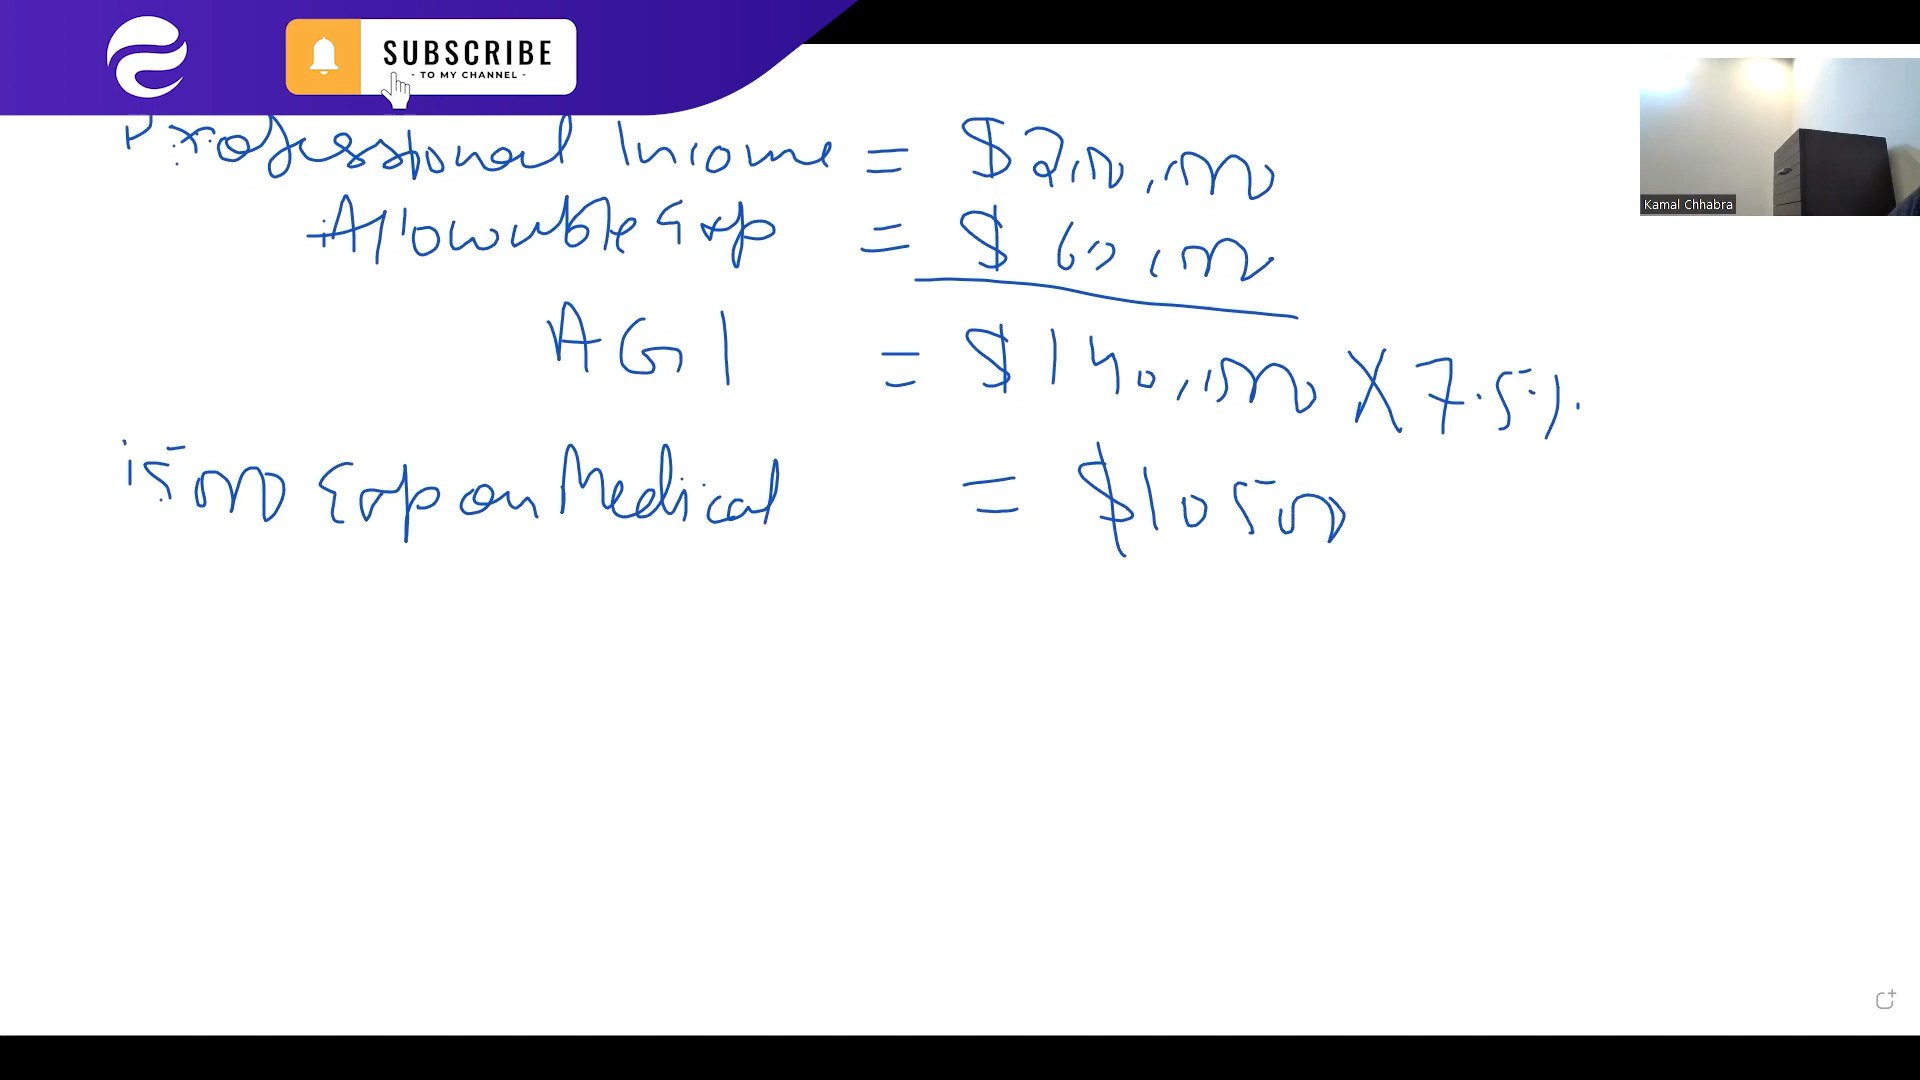 SUBSCRIBE
- TO MY CHANNEL -
Kamal Chhabra
Professional Income = $200,000
Allowable Exp = $60,000
AGI = $140,000 X 7.5%
15000 Exp on Medical = $10500